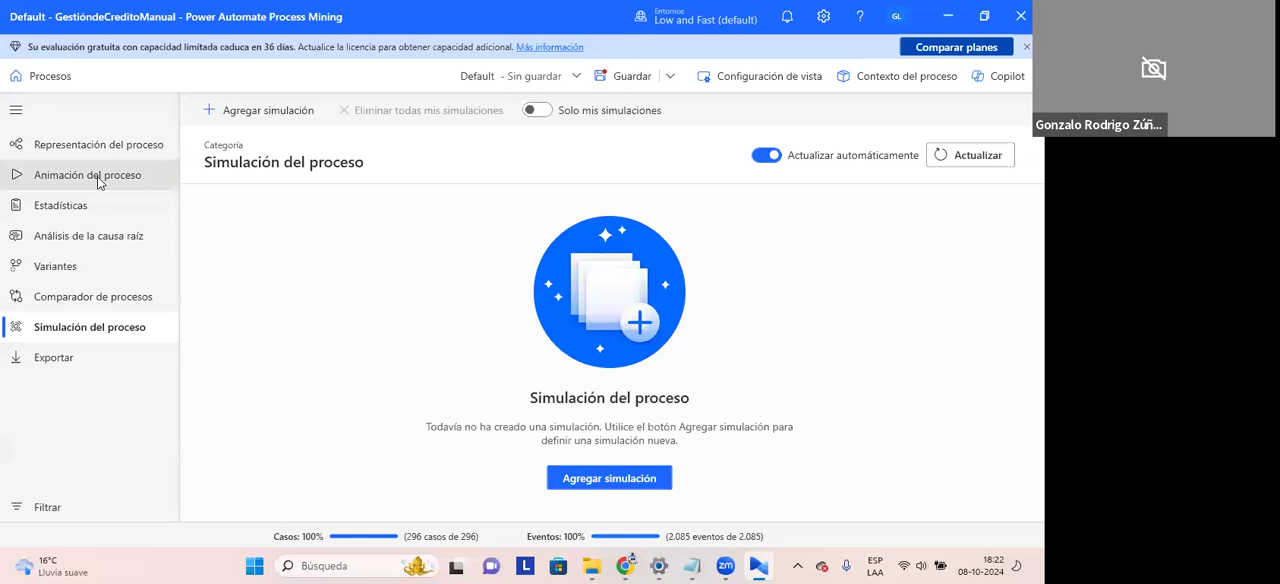 Default - GestióndeCreditoManual - Power Automate Process Mining
Entornos
Low and Fast (default)
GL
Su evaluación gratuita con capacidad limitada caduca en 36 días. Actualice la licencia para obtener capacidad adicional. Más información
Comparar planes
Procesos
Default - Sin guardar
Guardar
Configuración de vista
Contexto del proceso
Copilot
Gonzalo Rodrigo Zúñ...
Agregar simulación
Eliminar todas mis simulaciones
Solo mis simulaciones
Representación del proceso
Animación del proceso
Estadísticas
Análisis de la causa raíz
Variantes
Comparador de procesos
Simulación del proceso
Exportar
Filtrar
Categoría
Simulación del proceso
Actualizar automáticamente
Actualizar
Simulación del proceso
Todavía no ha creado una simulación. Utilice el botón Agregar simulación para
definir una simulación nueva.
Agregar simulación
Casos: 100% (296 casos de 296)
Eventos: 100% (2.085 eventos de 2.085)
16°C
Lluvia suave
Búsqueda
L
zm
ESP
LAA
18:22
08-10-2024